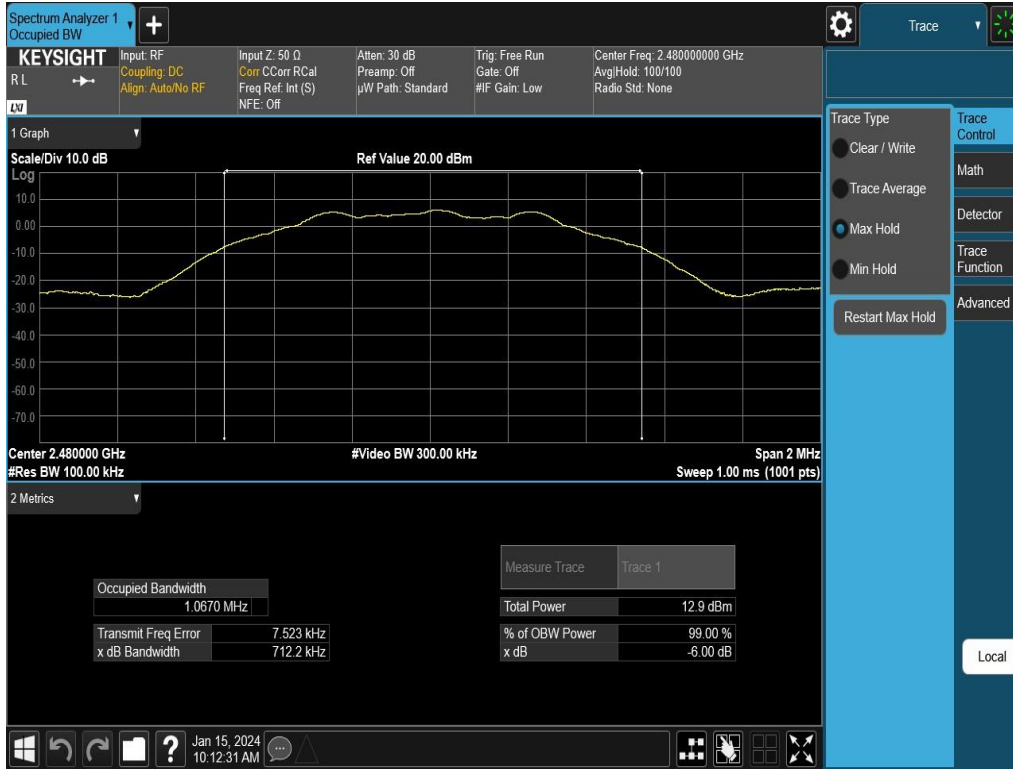 Spectrum Analyzer 1
Occupied BW
Trace
KEYSIGHT
R L
LXI
Input: RF
Coupling: DC
Align: Auto/No RF
Input Z: 50 Ω
Corr CCorr RCal
Freq Ref: Int (S)
NFE: Off
Atten: 30 dB
Preamp: Off
µW Path: Standard
Trig: Free Run
Gate: Off
#IF Gain: Low
Center Freq: 2.480000000 GHz
Avg|Hold: 100/100
Radio Std: None
1 Graph
Scale/Div 10.0 dB
Ref Value 20.00 dBm
Log
10.0
0.00
-10.0
-20.0
-30.0
-40.0
-50.0
-60.0
-70.0
Center 2.480000 GHz
#Video BW 300.00 kHz
Span 2 MHz
#Res BW 100.00 kHz
Sweep 1.00 ms (1001 pts)
2 Metrics
Measure Trace
Trace 1
Occupied Bandwidth
1.0670 MHz
Total Power
12.9 dBm
Transmit Freq Error
7.523 kHz
% of OBW Power
99.00 %
x dB Bandwidth
712.2 kHz
x dB
-6.00 dB
Trace Type
Clear / Write
Trace Average
Max Hold
Min Hold
Restart Max Hold
Trace
Control
Math
Detector
Trace
Function
Advanced
Local
?
Jan 15, 2024
10:12:31 AM